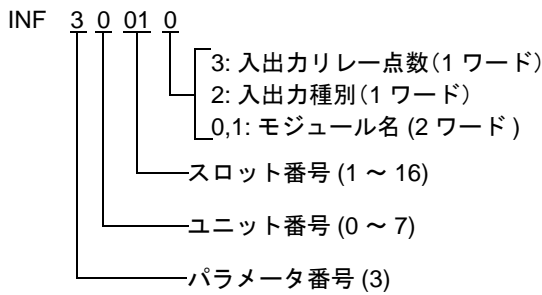 INF 3 0 01 0
3: 入出力リレー点数(1 ワード)
2: 入出力種別(1 ワード)
0,1: モジュール名 (2 ワード )
スロット番号 (1 ～ 16)
ユニット番号 (0 ～ 7)
パラメータ番号 (3)